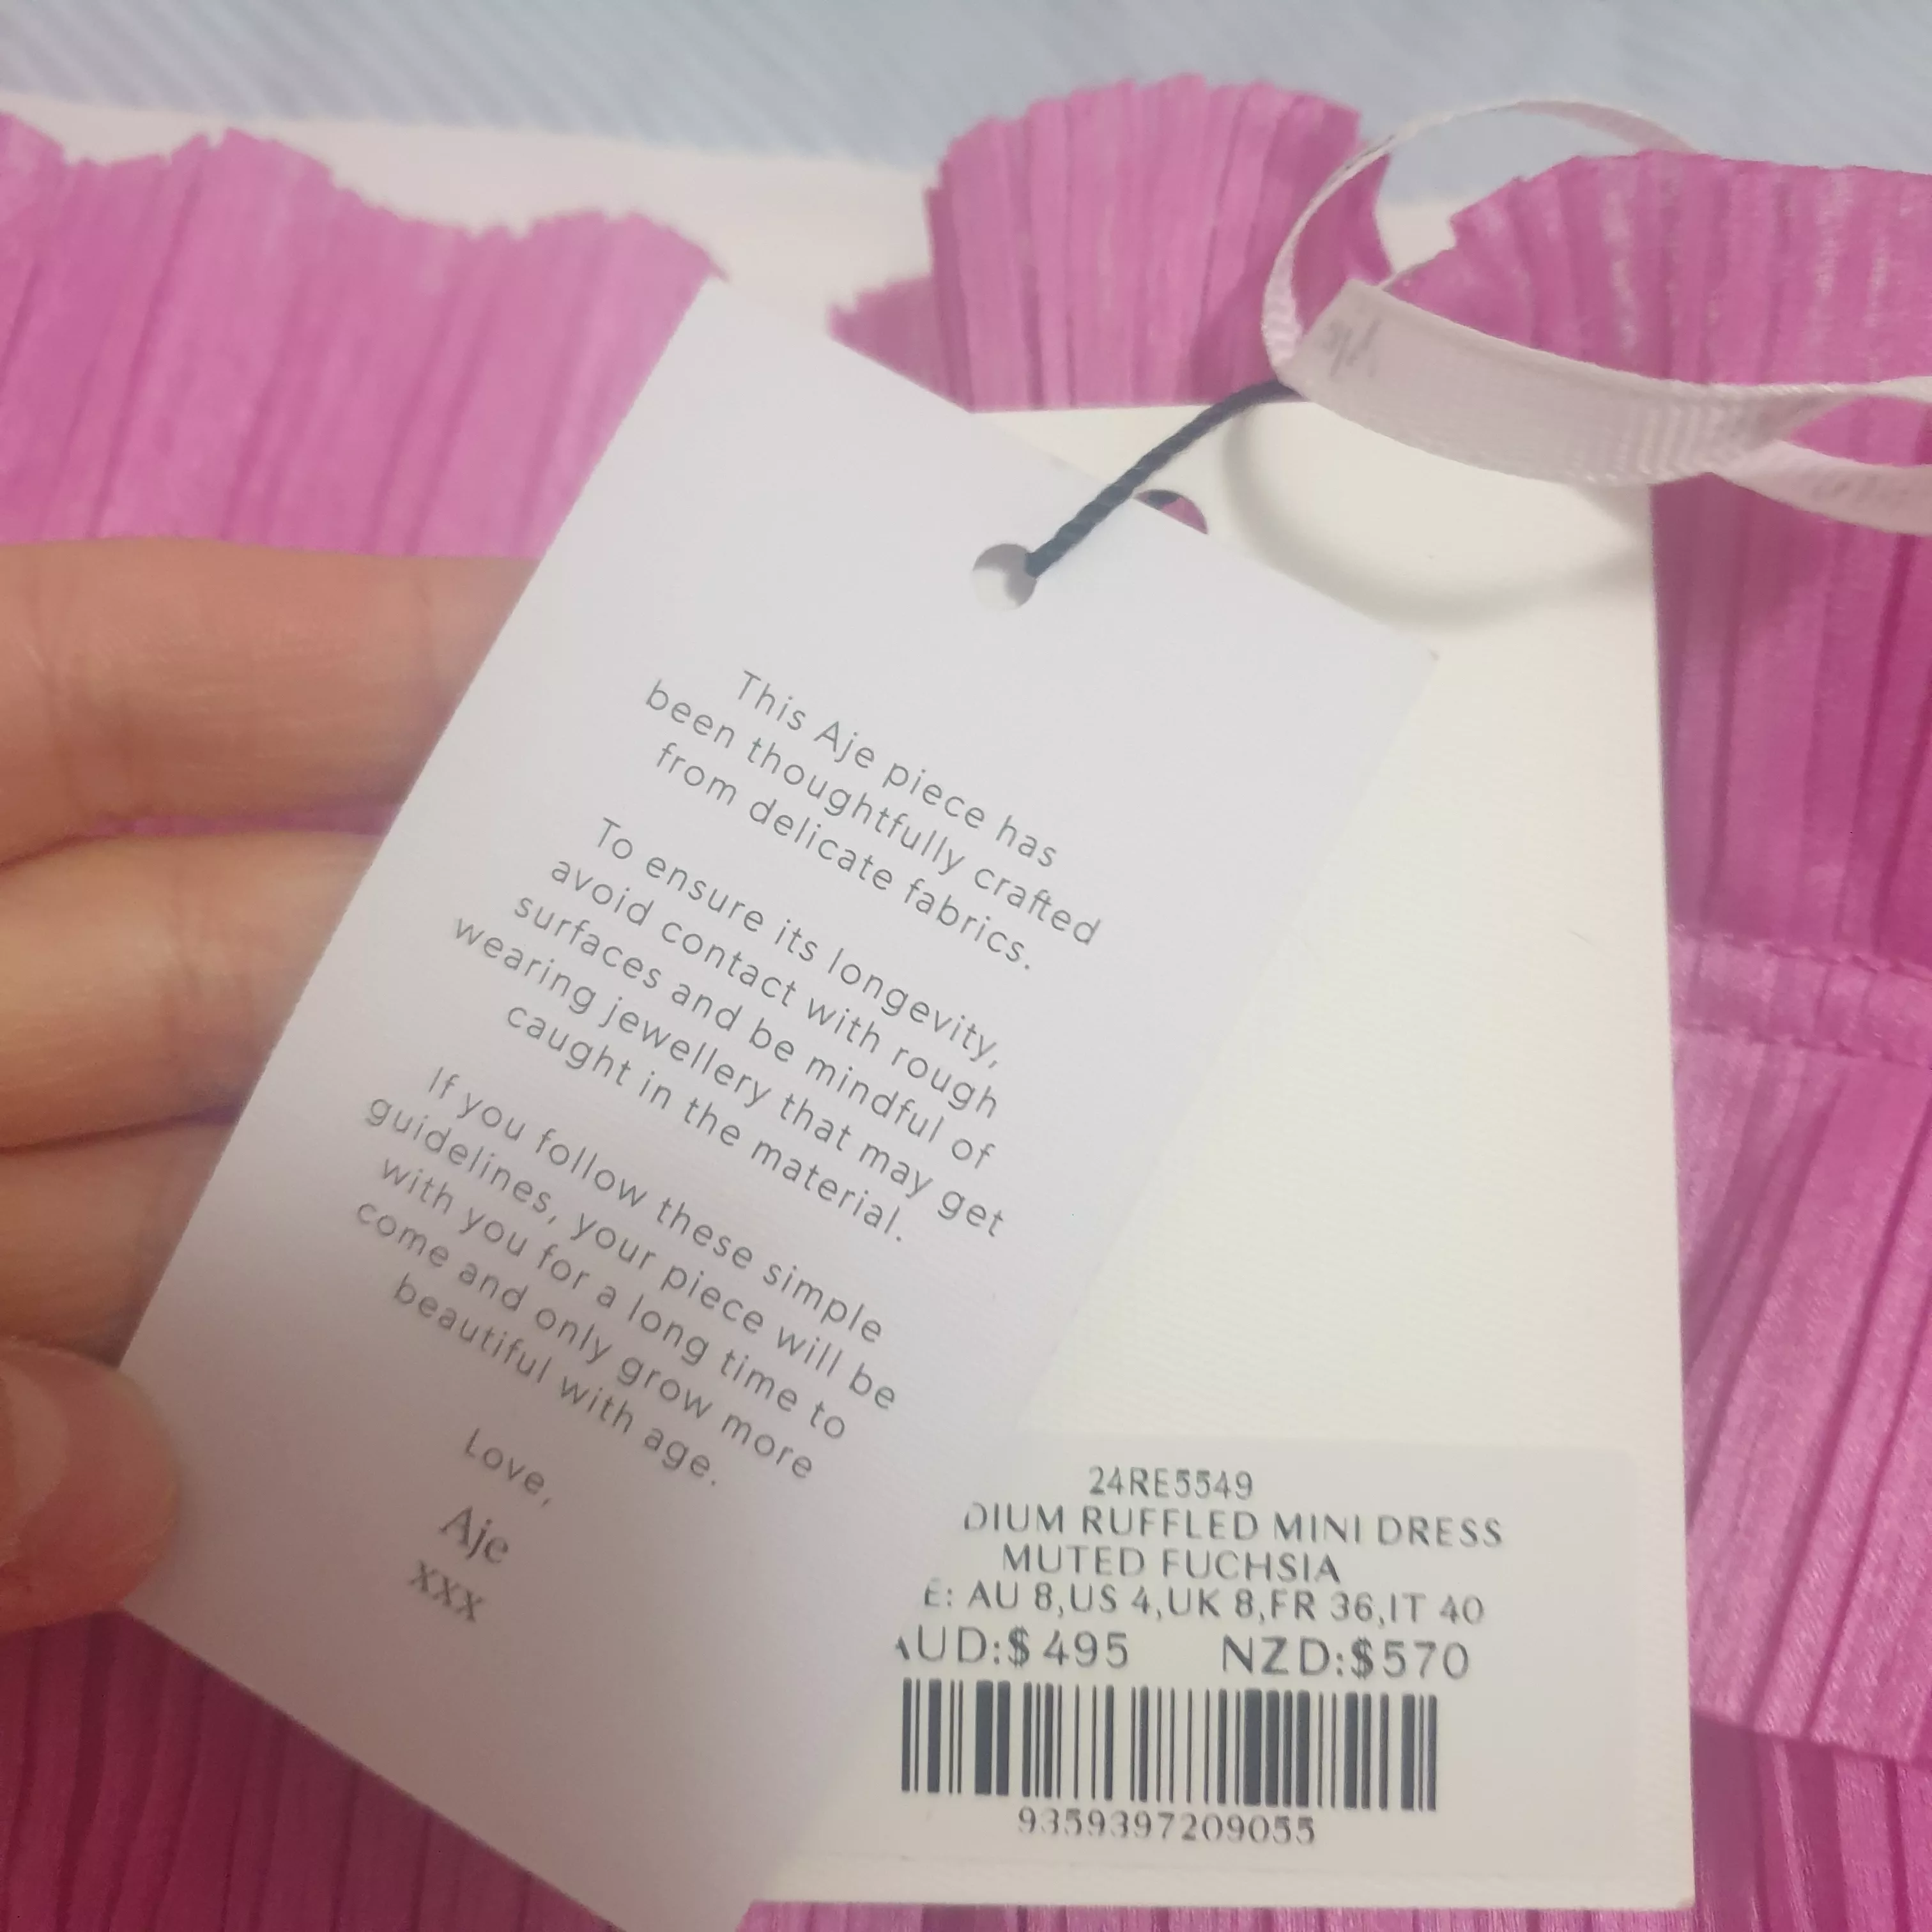 This Aje piece has
been thoughtfully crafted
from delicate fabrics.
To ensure its longevity,
avoid contact with rough
surfaces and be mindful of
wearing jewellery that may get
caught in the material.
If you follow these simple
guidelines, your piece will be
with you for a long time to
come and only grow more
beautiful with age.
Love,
Aje
xxx
24RE5549
RUFFLED MINI DRESS
MUTED FUCHSIA
AU 8,US 4,UK 8,FR 36,IT 40
AUD:$495 NZD:$570
9359397209055